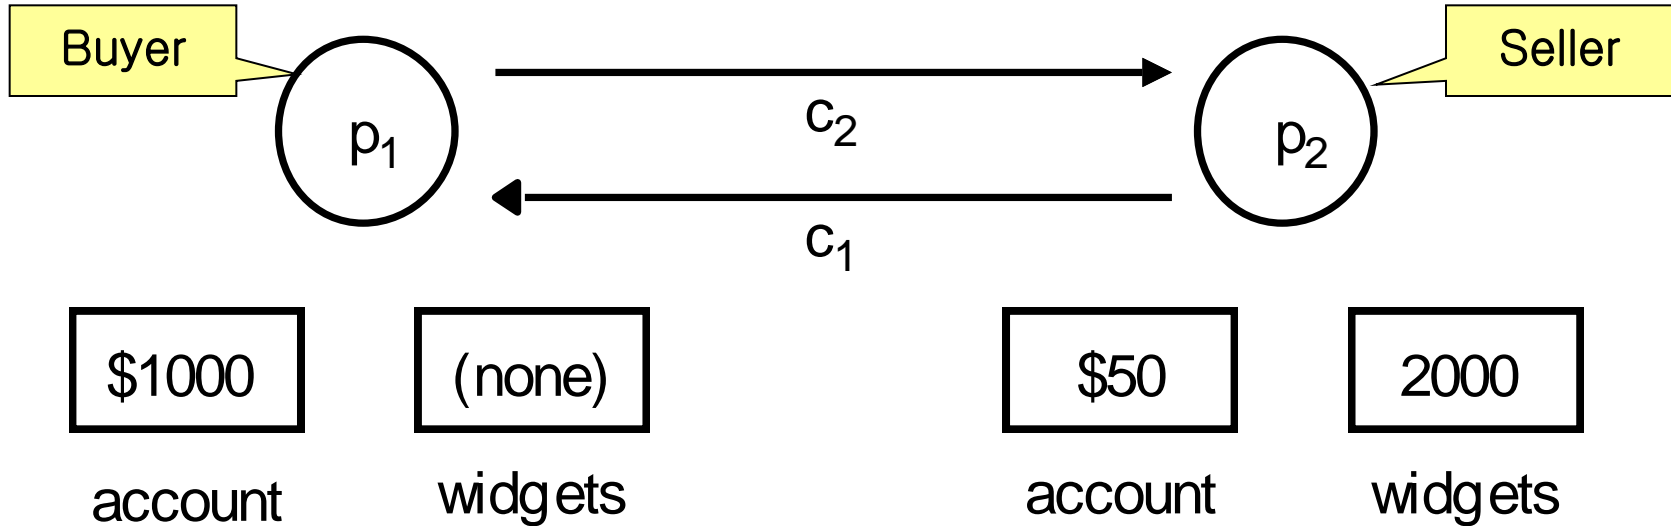 Buyer
Seller
p1
c2
p2
c1
$1000
(none)
$50
2000
account
widgets
account
widgets